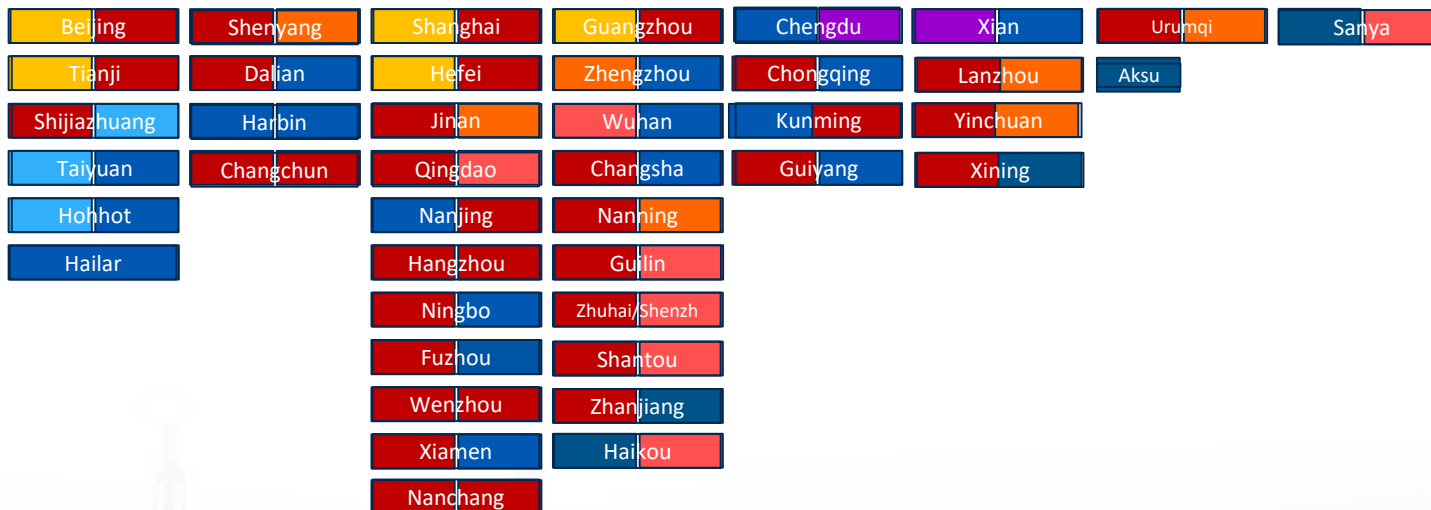 Beijing Shenyang Shanghai Guangzhou Chengdu Xian Urumqi Sanya
Tianji Dalian Hefei Zhengzhou Chongqing Lanzhou Aksu
Shijiazhuang Harbin Jinan Wuhan Kunming Yinchuan
Taiyuan Changchun Qingdao Changsha Guiyang Xining
Hohhot Nanjing Nanning
Hailar Hangzhou Guilin
Ningbo Zhuhai/Shenzh
Fuzhou Shantou
Wenzhou Zhanjiang
Xiamen Haikou
Nanchang